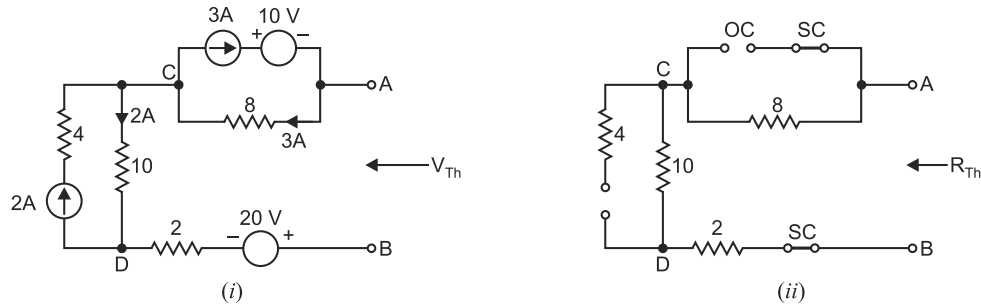 3A 10 V
+ −
C
A
8
3A
4
2A
10
V_Th
2A
2
20 V
− +
B
D
(i)
OC SC
C
A
8
4
10
R_Th
2
SC
B
D
(ii)